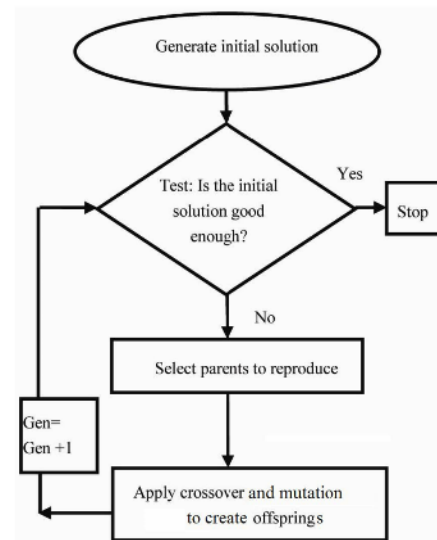 Generate initial solution
Test: Is the initial
solution good
enough?
Yes
Stop
No
Select parents to reproduce
Gen=
Gen +1
Apply crossover and mutation
to create offsprings